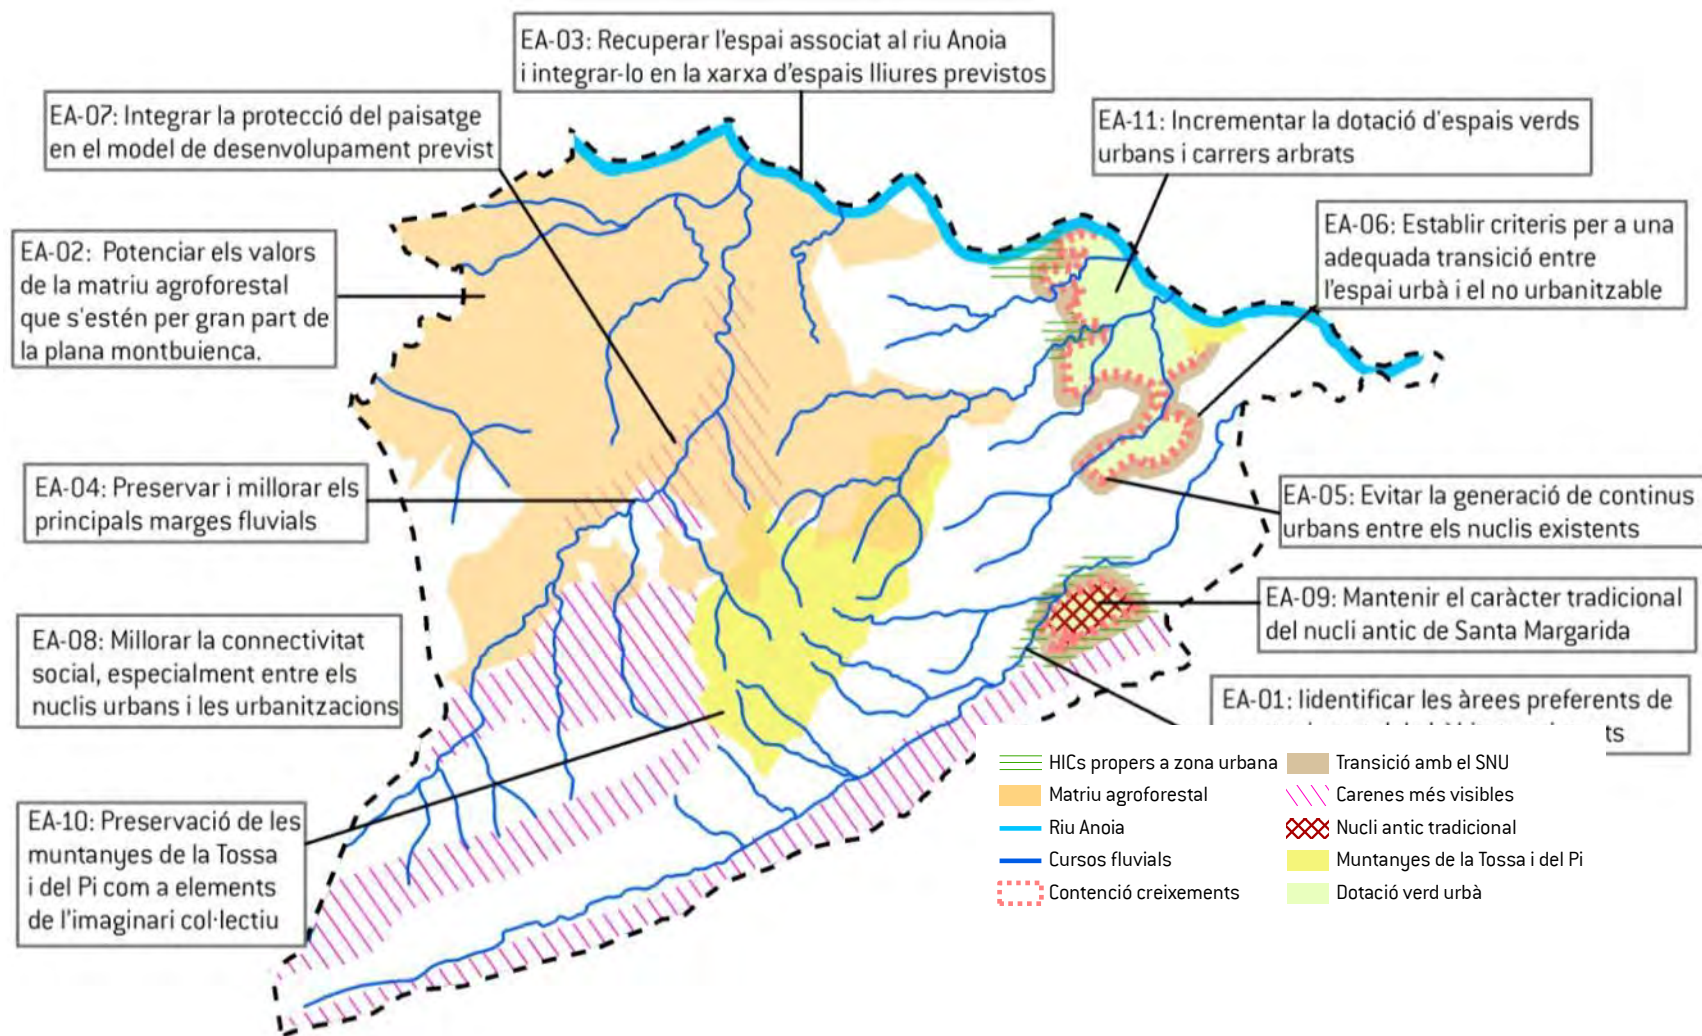 EA-03: Recuperar l'espai associat al riu Anoia
i integrar-lo en la xarxa d'espais lliures previstos
EA-07: Integrar la protecció del paisatge
en el model de desenvolupament previst
EA-11: Incrementar la dotació d'espais verds
urbans i carrers arbrats
EA-02: Potenciar els valors
de la matriu agroforestal
que s'estén per gran part de
la plana montbuienca.
EA-06: Establir criteris per a una
adequada transició entre
l'espai urbà i el no urbanitzable
EA-04: Preservar i millorar els
principals marges fluvials
EA-05: Evitar la generació de continus
urbans entre els nuclis existents
EA-09: Mantenir el caràcter tradicional
del nucli antic de Santa Margarida
EA-08: Millorar la connectivitat
social, especialment entre els
nuclis urbans i les urbanitzacions
EA-01: Iidentificar les àrees preferents de
EA-10: Preservació de les
muntanyes de la Tossa
i del Pi com a elements
de l'imaginari col·lectiu
HICs propers a zona urbana
Matriu agroforestal
Riu Anoia
Cursos fluvials
Contenció creixements
Transició amb el SNU
Carenes més visibles
Nucli antic tradicional
Muntanyes de la Tossa i del Pi
Dotació verd urbà